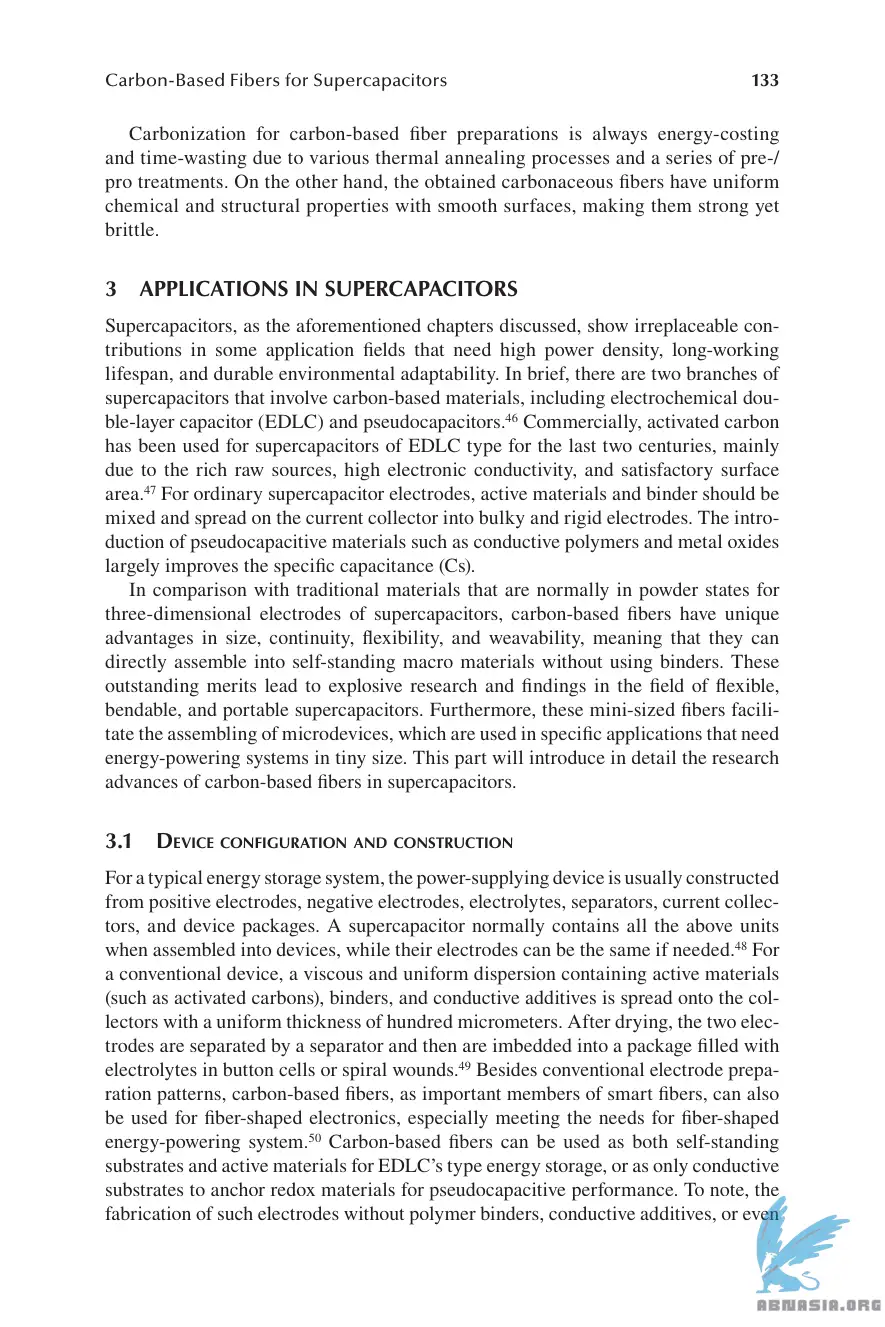 Carbon-Based Fibers for Supercapacitors 133
Carbonization for carbon-based fiber preparations is always energy-costing
and time-wasting due to various thermal annealing processes and a series of pre-/
pro treatments. On the other hand, the obtained carbonaceous fibers have uniform
chemical and structural properties with smooth surfaces, making them strong yet
brittle.
3 APPLICATIONS IN SUPERCAPACITORS
Supercapacitors, as the aforementioned chapters discussed, show irreplaceable con-
tributions in some application fields that need high power density, long-working
lifespan, and durable environmental adaptability. In brief, there are two branches of
supercapacitors that involve carbon-based materials, including electrochemical dou-
ble-layer capacitor (EDLC) and pseudocapacitors.46 Commercially, activated carbon
has been used for supercapacitors of EDLC type for the last two centuries, mainly
due to the rich raw sources, high electronic conductivity, and satisfactory surface
area.47 For ordinary supercapacitor electrodes, active materials and binder should be
mixed and spread on the current collector into bulky and rigid electrodes. The intro-
duction of pseudocapacitive materials such as conductive polymers and metal oxides
largely improves the specific capacitance (Cs).
In comparison with traditional materials that are normally in powder states for
three-dimensional electrodes of supercapacitors, carbon-based fibers have unique
advantages in size, continuity, flexibility, and weavability, meaning that they can
directly assemble into self-standing macro materials without using binders. These
outstanding merits lead to explosive research and findings in the field of flexible,
bendable, and portable supercapacitors. Furthermore, these mini-sized fibers facili-
tate the assembling of microdevices, which are used in specific applications that need
energy-powering systems in tiny size. This part will introduce in detail the research
advances of carbon-based fibers in supercapacitors.
3.1 Device configuration and construction
For a typical energy storage system, the power-supplying device is usually constructed
from positive electrodes, negative electrodes, electrolytes, separators, current collec-
tors, and device packages. A supercapacitor normally contains all the above units
when assembled into devices, while their electrodes can be the same if needed.48 For
a conventional device, a viscous and uniform dispersion containing active materials
(such as activated carbons), binders, and conductive additives is spread onto the col-
lectors with a uniform thickness of hundred micrometers. After drying, the two elec-
trodes are separated by a separator and then are imbedded into a package filled with
electrolytes in button cells or spiral wounds.49 Besides conventional electrode prepa-
ration patterns, carbon-based fibers, as important members of smart fibers, can also
be used for fiber-shaped electronics, especially meeting the needs for fiber-shaped
energy-powering system.50 Carbon-based fibers can be used as both self-standing
substrates and active materials for EDLC's type energy storage, or as only conductive
substrates to anchor redox materials for pseudocapacitive performance. To note, the
fabrication of such electrodes without polymer binders, conductive additives, or even
ABNASIA.ORG